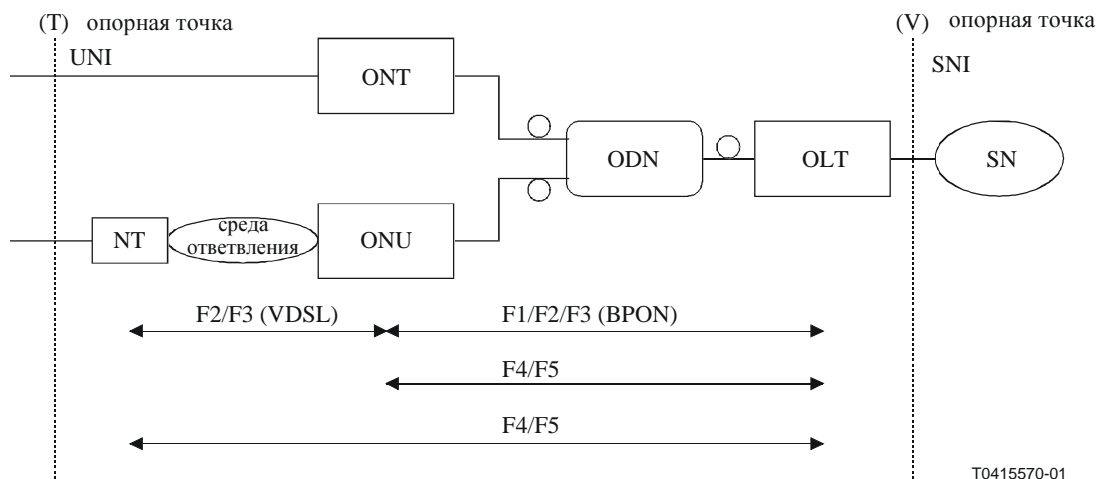 (T) опорная точка
(V) опорная точка
UNI
SNI
ONT
ODN
OLT
SN
NT
среда
ответвления
ONU
F2/F3 (VDSL)
F1/F2/F3 (BPON)
F4/F5
F4/F5
T0415570-01